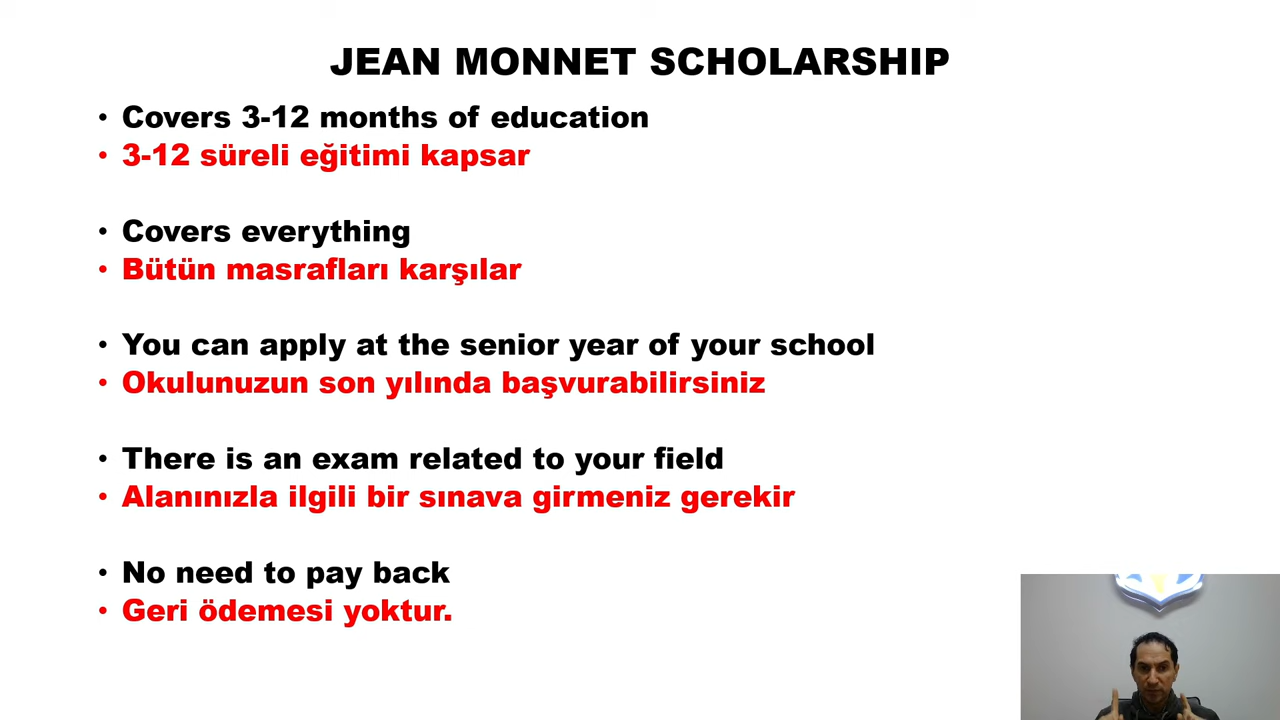 JEAN MONNET SCHOLARSHIP
• Covers 3-12 months of education
• 3-12 süreli eğitimi kapsar
• Covers everything
• Bütün masrafları karşılar
• You can apply at the senior year of your school
• Okulunuzun son yılında başvurabilirsiniz
• There is an exam related to your field
• Alanınızla ilgili bir sınava girmeniz gerekir
• No need to pay back
• Geri ödemesi yoktur.